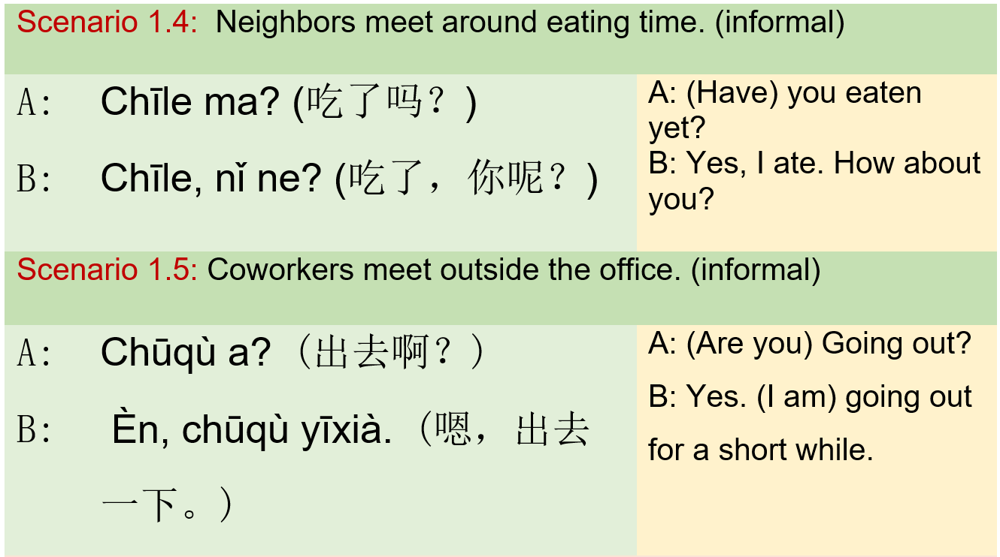 Scenario 1.4: Neighbors meet around eating time. (informal)
A: Chīle ma? (吃了吗？)
B: Chīle, nǐ ne? (吃了，你呢？)
A: (Have) you eaten
yet?
B: Yes, I ate. How about
you?
Scenario 1.5: Coworkers meet outside the office. (informal)
A: Chūqù a?（出去啊？）
B: Èn, chūqù yīxià.（嗯，出去
一下。）
A: (Are you) Going out?
B: Yes. (I am) going out
for a short while.